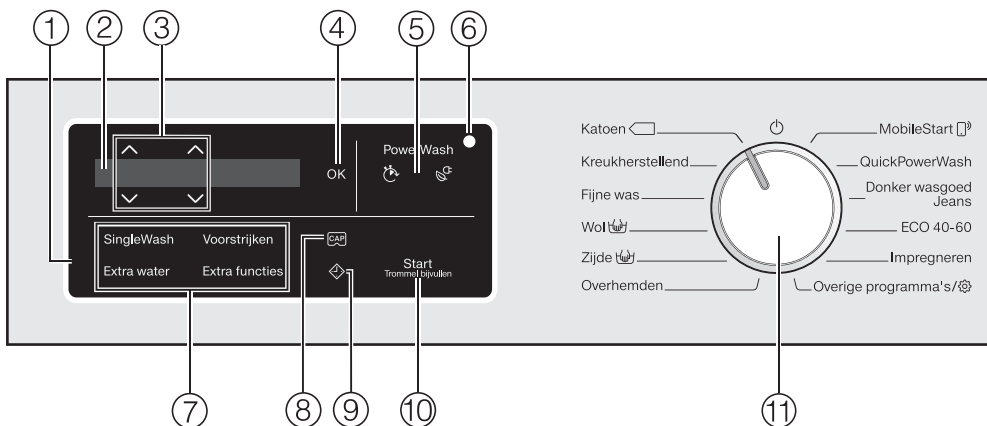 ① ② ③ ④ ⑤ ⑥
PowerWash
OK
SingleWash Voorstrijken
Extra water Extra functies
CAP
Start
Trommel bijvullen
⑦ ⑧ ⑨ ⑩ ⑪
Katoen
Kreukherstellend
Fijne was
Wol
Zijde
Overhemden
MobileStart
QuickPowerWash
Donker wasgoed
Jeans
ECO 40-60
Impregneren
Overige programma's/